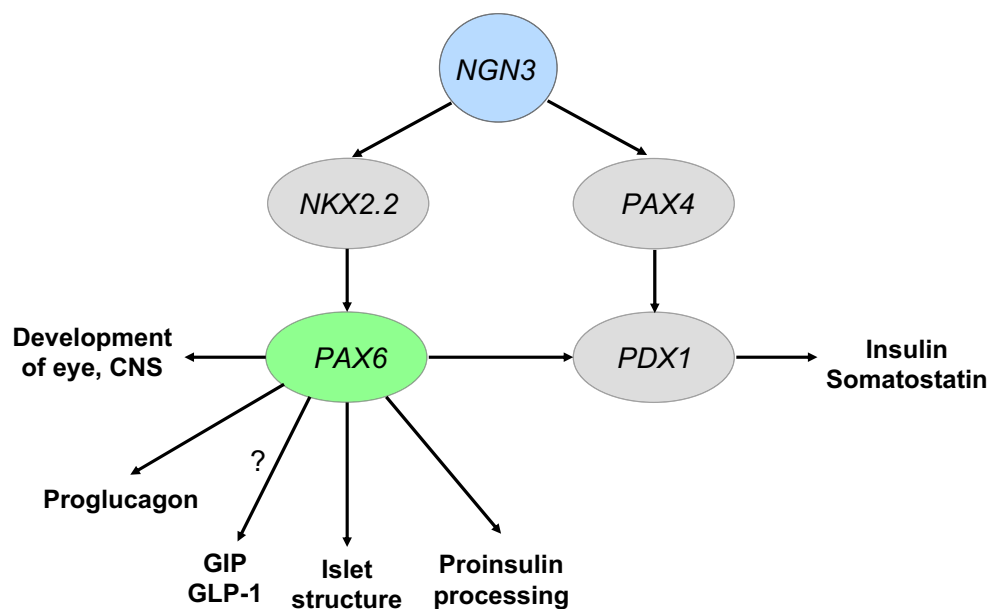 NGN3
NKX2.2
PAX4
Development
of eye, CNS
PAX6
PDX1
Insulin
Somatostatin
?
Proglucagon
GIP
GLP-1
Islet
structure
Proinsulin
processing